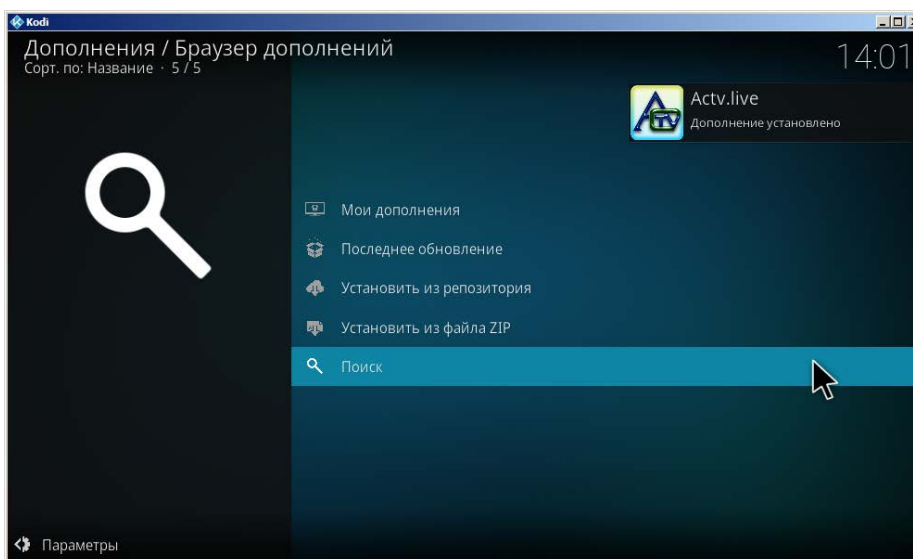 Kodi
Дополнения / Браузер дополнений
Сорт. по: Название · 5 / 5
14:01
Actv.live
Дополнение установлено
Мои дополнения
Последнее обновление
Установить из репозитория
Установить из файла ZIP
Поиск
Параметры